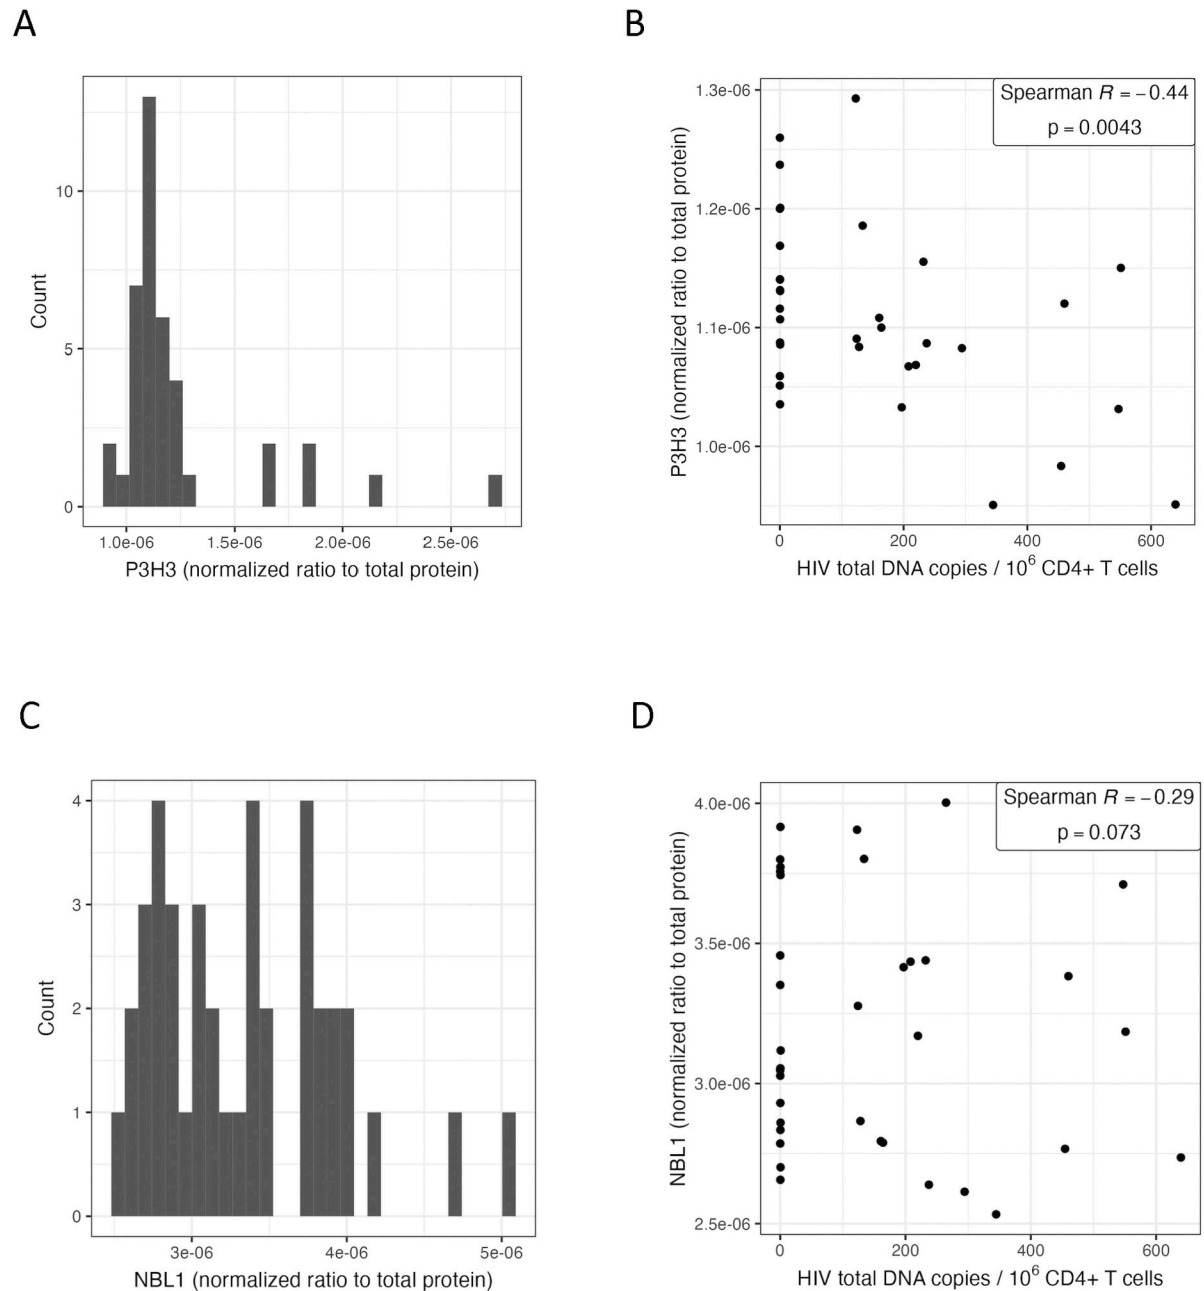 A
Count
10
5
0
1.0e-06 1.5e-06 2.0e-06 2.5e-06
P3H3 (normalized ratio to total protein)
B
P3H3 (normalized ratio to total protein)
1.3e-06
1.2e-06
1.1e-06
1.0e-06
Spearman R = −0.44
p = 0.0043
0 200 400 600
HIV total DNA copies / 10⁶ CD4+ T cells
C
Count
4
3
2
1
0
3e-06 4e-06 5e-06
NBL1 (normalized ratio to total protein)
D
NBL1 (normalized ratio to total protein)
4.0e-06
3.5e-06
3.0e-06
2.5e-06
Spearman R = −0.29
p = 0.073
0 200 400 600
HIV total DNA copies / 10⁶ CD4+ T cells